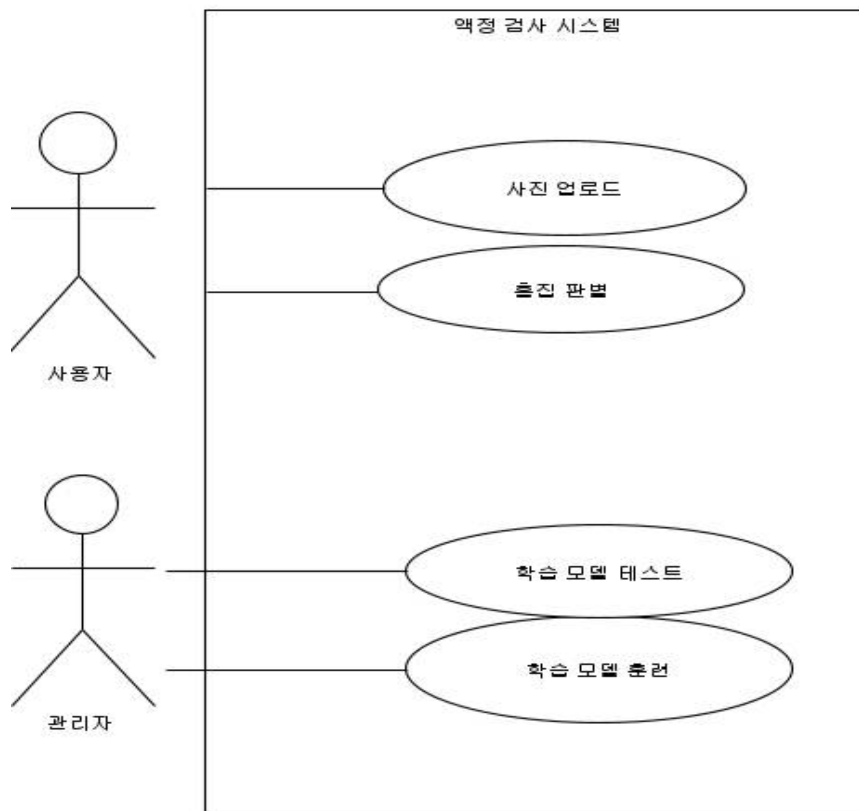 액정 검사 시스템
사진 업로드
흠집 판별
사용자
학습 모델 테스트
학습 모델 훈련
관리자